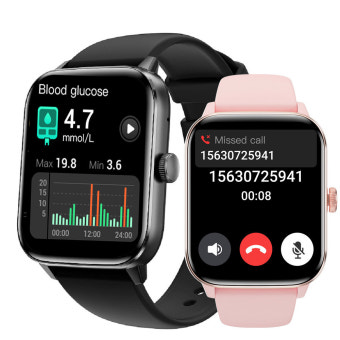 Blood glucose
4.7
mmol/L
Max 19.8 Min 3.6
20
15
10
5
00:00 12:00 24:00
Missed call
15630725941
15630725941
00:08